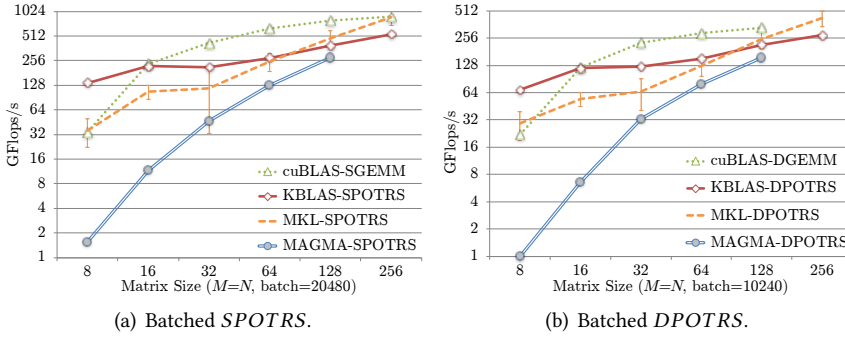 1024
512
256
128
64
32
16
8
4
2
1
GFlops/s
cuBLAS-SGEMM
KBLAS-SPOTRS
MKL-SPOTRS
MAGMA-SPOTRS
8 16 32 64 128 256
Matrix Size (M=N, batch=20480)
(a) Batched SPOTRS.
512
256
128
64
32
16
8
4
2
1
GFlops/s
cuBLAS-DGEMM
KBLAS-DPOTRS
MKL-DPOTRS
MAGMA-DPOTRS
8 16 32 64 128 256
Matrix Size (M=N, batch=10240)
(b) Batched DPOTRS.